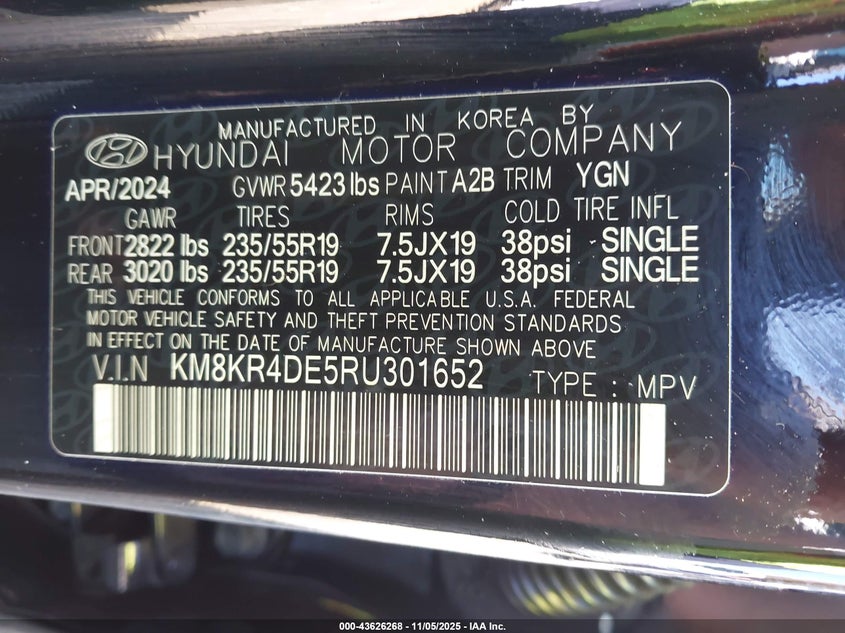 MANUFACTURED IN KOREA BY
HYUNDAI MOTOR COMPANY
APR/2024 GVWR 5423 lbs PAINT A2B TRIM YGN
GAWR TIRES RIMS COLD TIRE INFL
FRONT 2822 lbs 235/55R19 7.5JX19 38psi SINGLE
REAR 3020 lbs 235/55R19 7.5JX19 38psi SINGLE
THIS VEHICLE CONFORMS TO ALL APPLICABLE U.S.A. FEDERAL
MOTOR VEHICLE SAFETY AND THEFT PREVENTION STANDARDS
IN EFFECT ON THE DATE OF MANUFACTURE SHOWN ABOVE
V.I.N KM8KR4DE5RU301652 TYPE : MPV
000-43626268 - 11/05/2025 - IAA Inc.